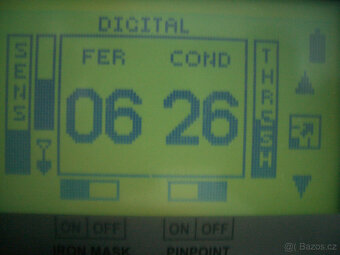 DIGITAL
SENS
FER COND
THRESH
06 26
ON OFF ON OFF
IRON MASK PINPOINT
bazos.cz